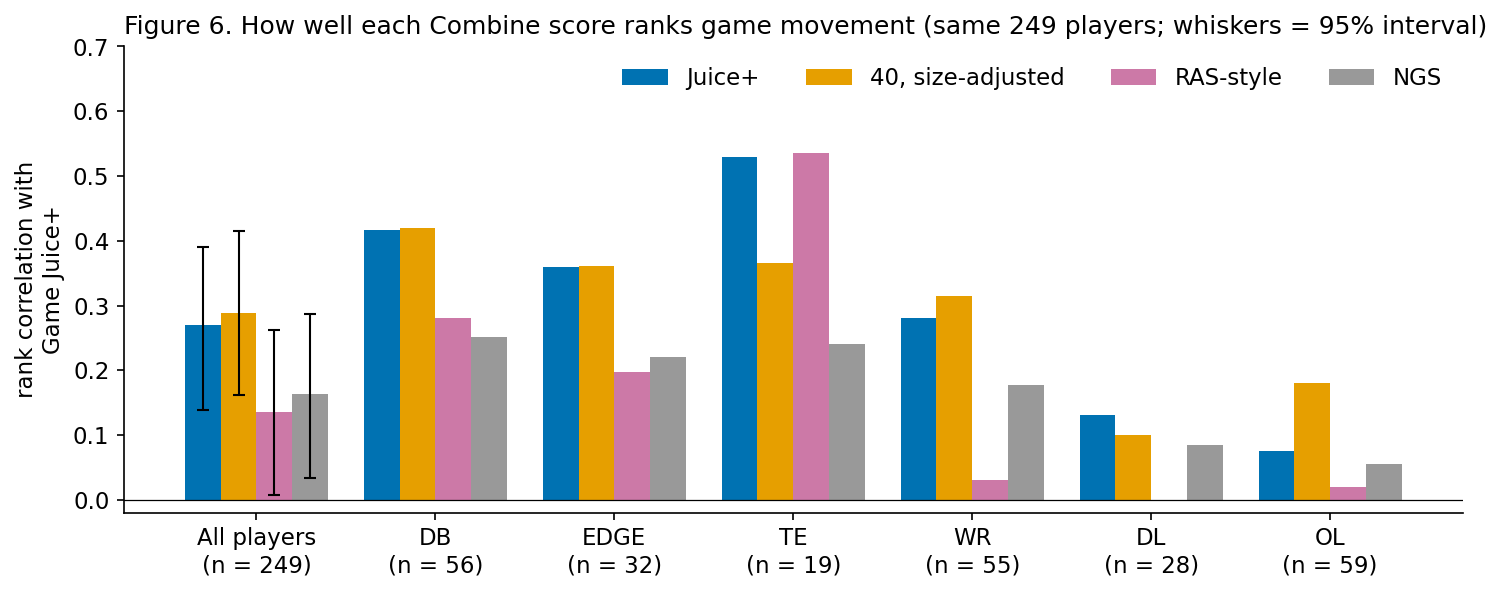 Figure 6. How well each Combine score ranks game movement (same 249 players; whiskers = 95% interval)
Juice+ 40, size-adjusted RAS-style NGS
rank correlation with
Game Juice+
0.7
0.6
0.5
0.4
0.3
0.2
0.1
0.0
All players DB EDGE TE WR DL OL
(n = 249) (n = 56) (n = 32) (n = 19) (n = 55) (n = 28) (n = 59)